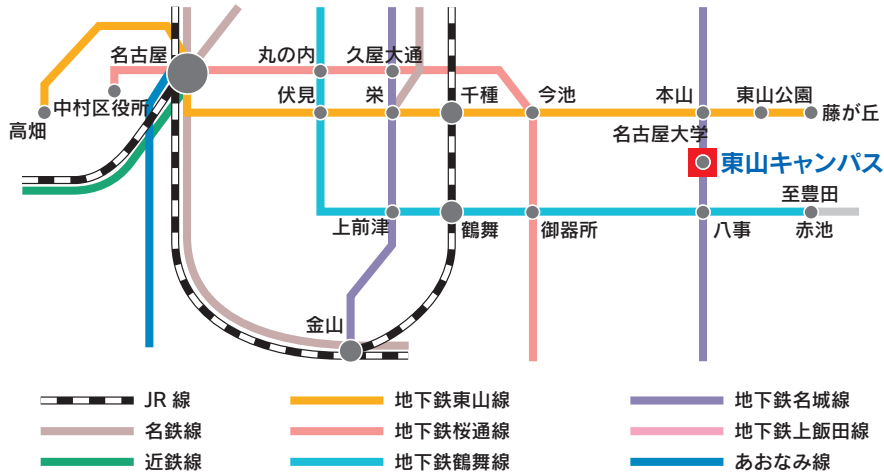 名古屋
丸の内
久屋大通
中村区役所
高畑
伏見
栄
千種
今池
本山
東山公園
藤が丘
名古屋大学
東山キャンパス
至豊田
上前津
鶴舞
御器所
八事
赤池
金山
JR 線
地下鉄東山線
地下鉄名城線
名鉄線
地下鉄桜通線
地下鉄上飯田線
近鉄線
地下鉄鶴舞線
あおなみ線